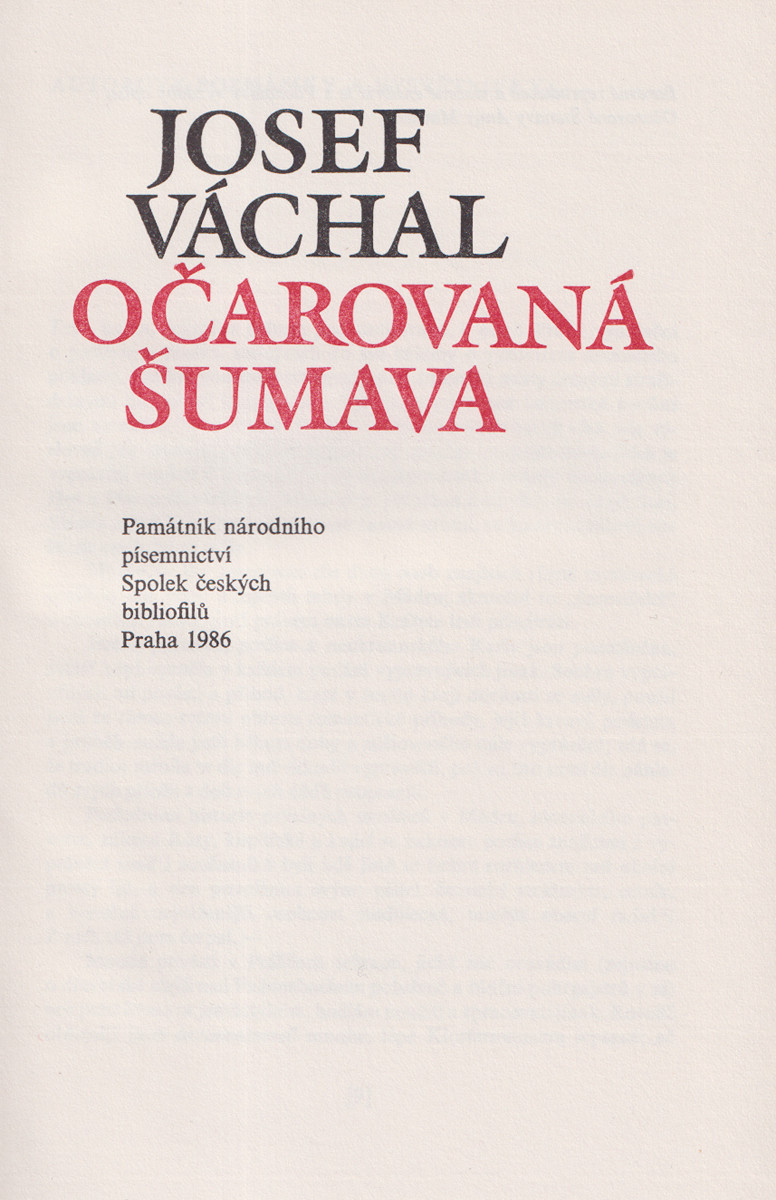 JOSEF
VÁCHAL
OČAROVANÁ
ŠUMAVA
Památník národního
písemnictví
Spolek českých
bibliofilů
Praha 1986